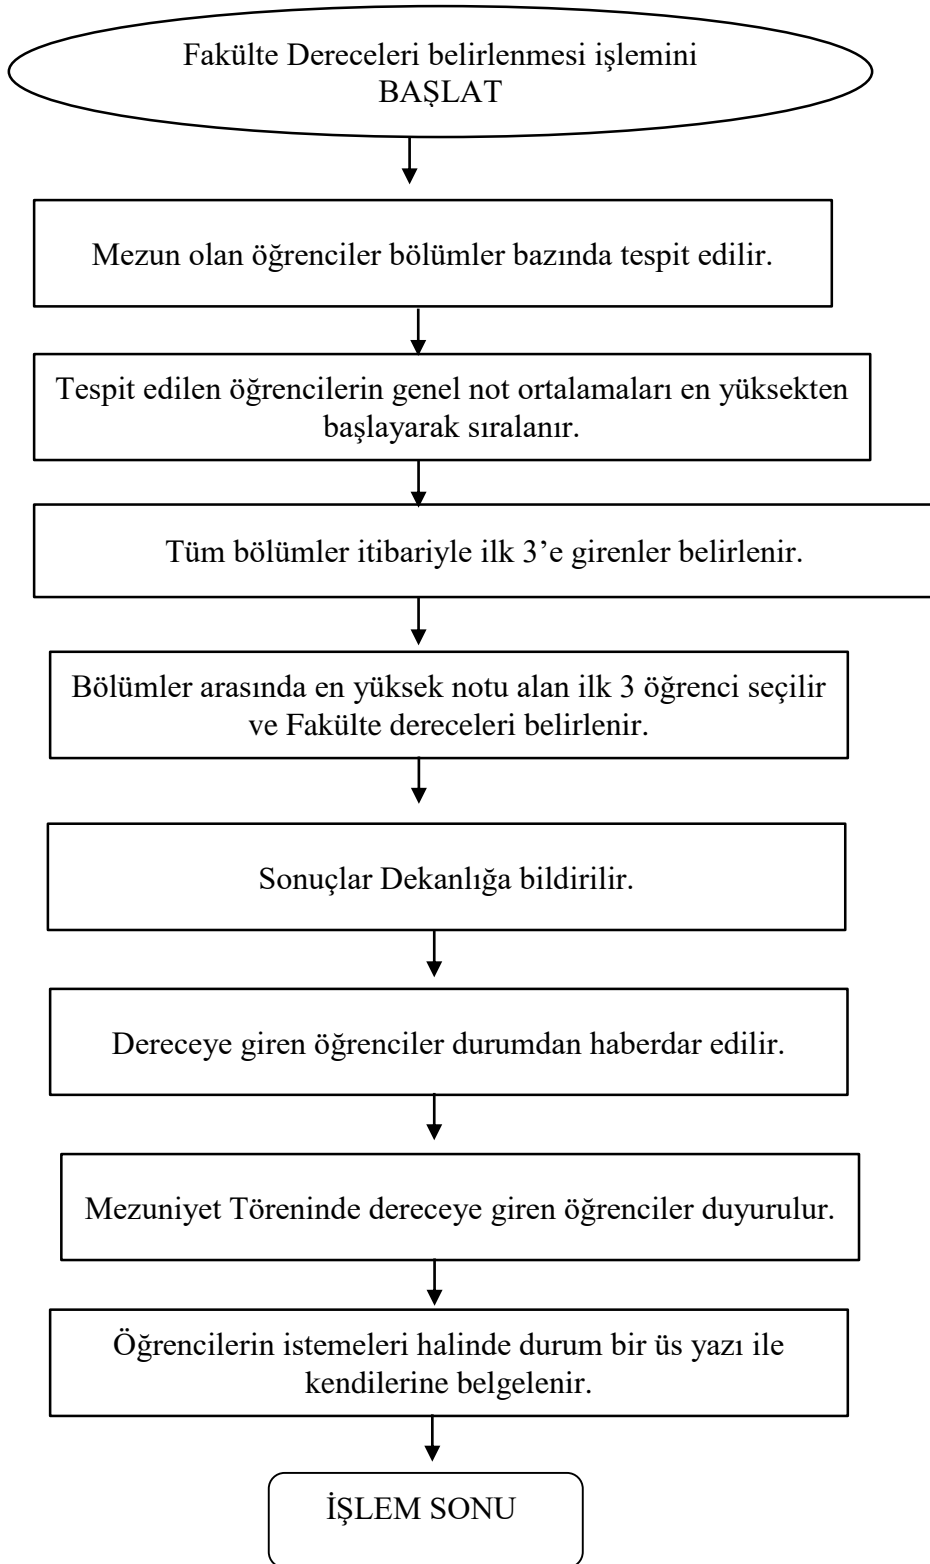 Fakülte Dereceleri belirlenmesi işlemini
BAŞLAT
Mezun olan öğrenciler bölümler bazında tespit edilir.
Tespit edilen öğrencilerin genel not ortalamaları en yüksekten
başlayarak sıralanır.
Tüm bölümler itibariyle ilk 3’e girenler belirlenir.
Bölümler arasında en yüksek notu alan ilk 3 öğrenci seçilir
ve Fakülte dereceleri belirlenir.
Sonuçlar Dekanlığa bildirilir.
Dereceye giren öğrenciler durumdan haberdar edilir.
Mezuniyet Töreninde dereceye giren öğrenciler duyurulur.
Öğrencilerin istemeleri halinde durum bir üs yazı ile
kendilerine belgelenir.
İŞLEM SONU